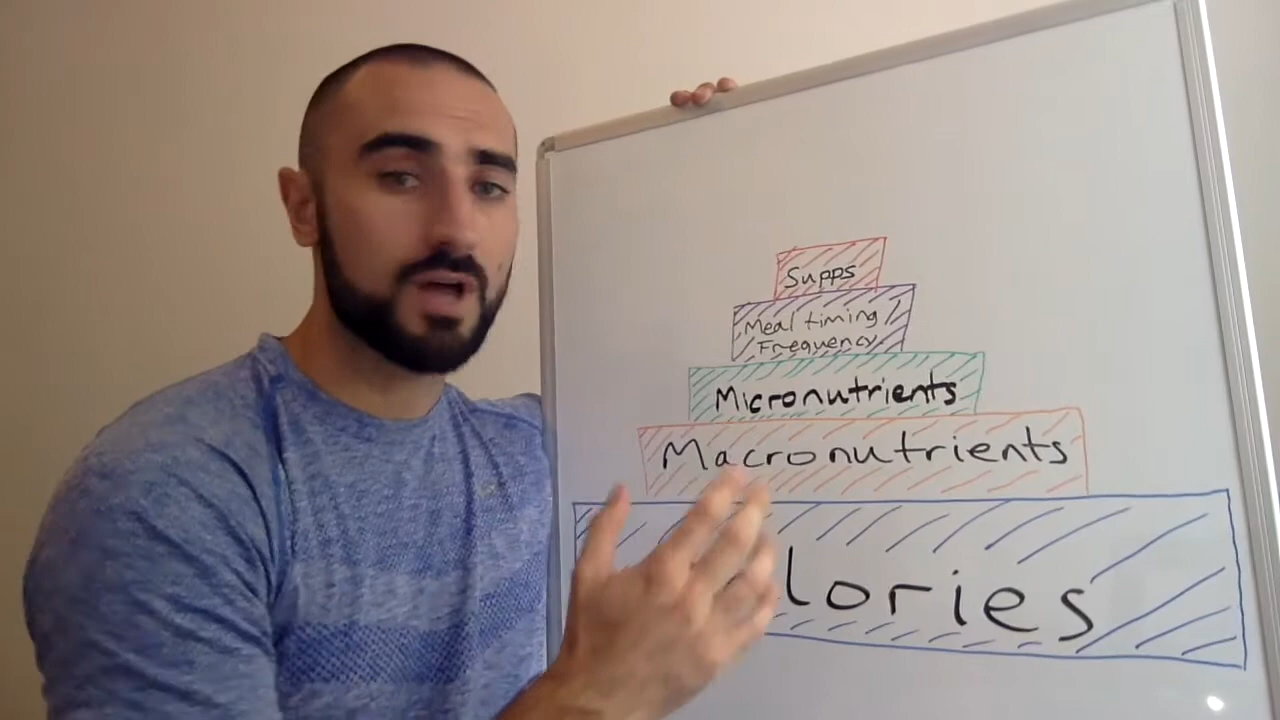 Supps
Meal timing
Frequency
Micronutrients
Macronutrients
lories